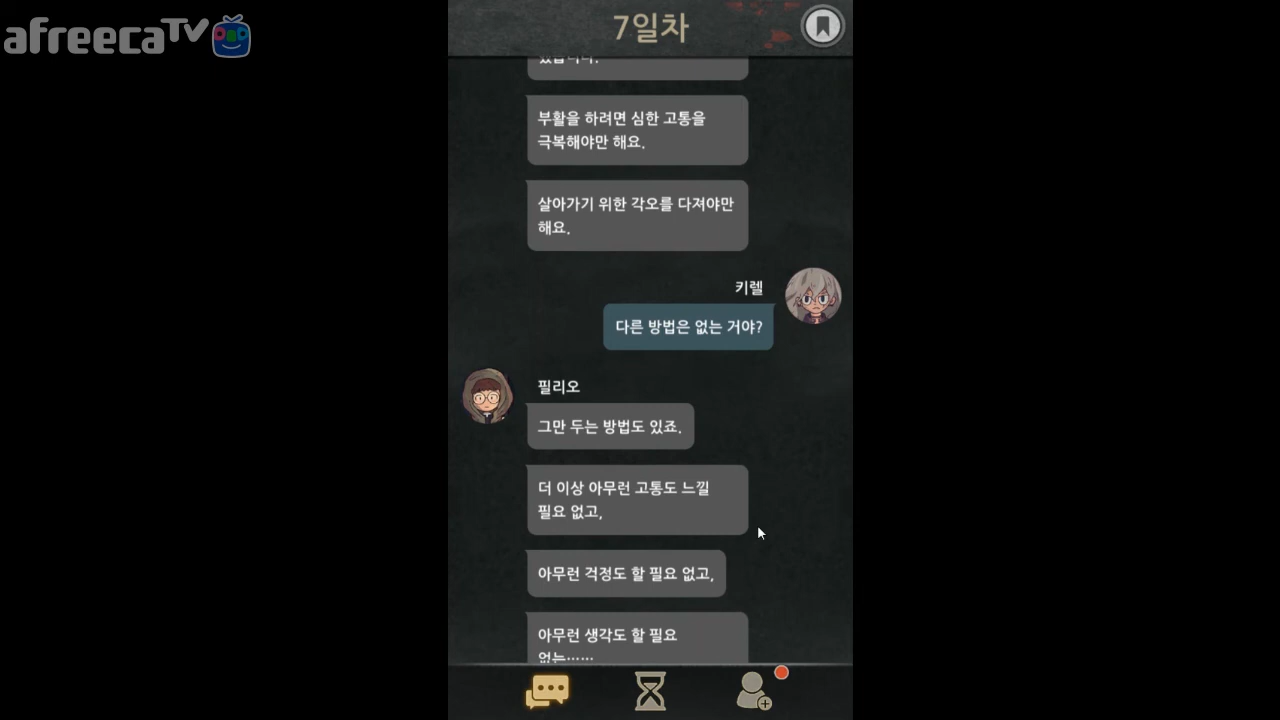 afreecaTV
7일차
있습니다.
부활을 하려면 심한 고통을
극복해야만 해요.
살아가기 위한 각오를 다져야만
해요.
키렐
다른 방법은 없는 거야?
필리오
그만 두는 방법도 있죠.
더 이상 아무런 고통도 느낄
필요 없고,
아무런 걱정도 할 필요 없고,
아무런 생각도 할 필요
없는……